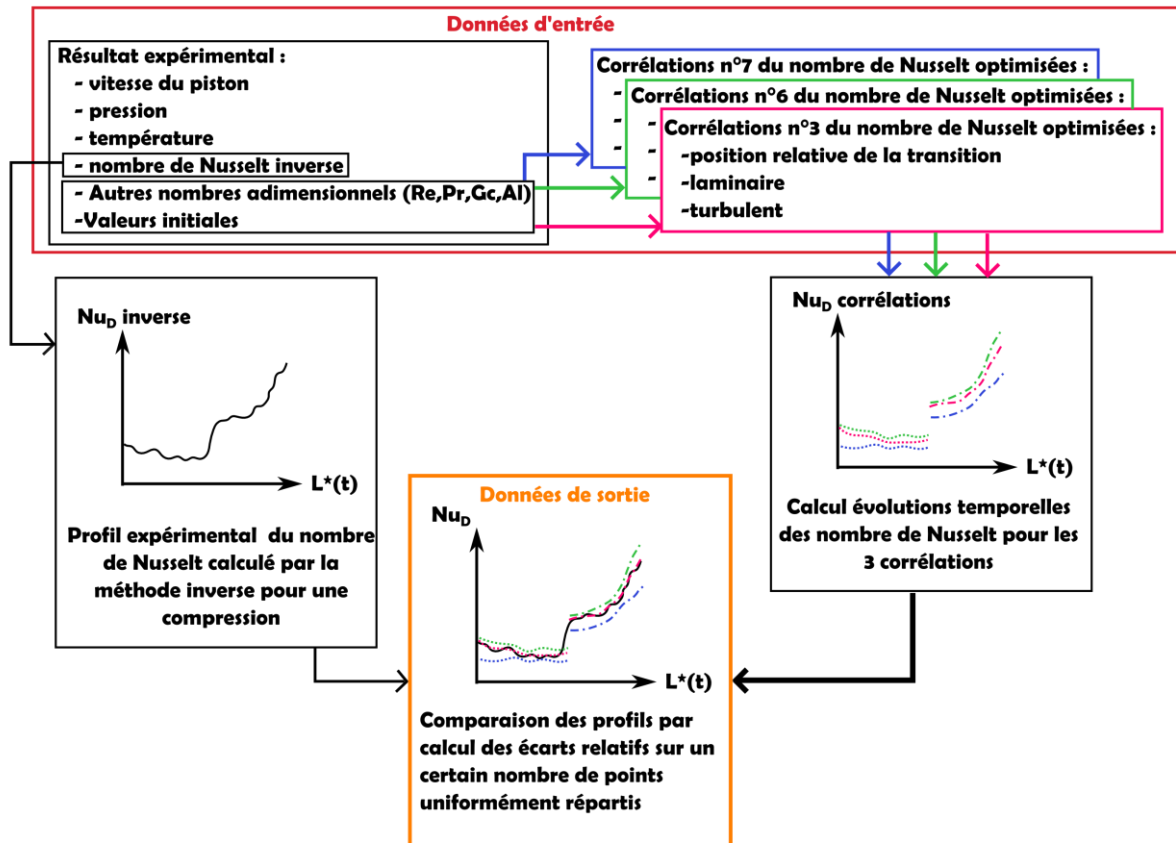 Données d'entrée
Résultat expérimental :
- vitesse du piston
- pression
- température
- nombre de Nusselt inverse
- Autres nombres adimensionnels (Re,Pr,Gc,Al)
-Valeurs initiales
Corrélations n°7 du nombre de Nusselt optimisées :
-
-
-
Corrélations n°6 du nombre de Nusselt optimisées :
-
-
-
Corrélations n°3 du nombre de Nusselt optimisées :
-position relative de la transition
-laminaire
-turbulent
NuD inverse
L*(t)
Profil expérimental du nombre
de Nusselt calculé par la
méthode inverse pour une
compression
NuD corrélations
L*(t)
Calcul évolutions temporelles
des nombre de Nusselt pour les
3 corrélations
Données de sortie
NuD
L*(t)
Comparaison des profils par
calcul des écarts relatifs sur un
certain nombre de points
uniformément répartis